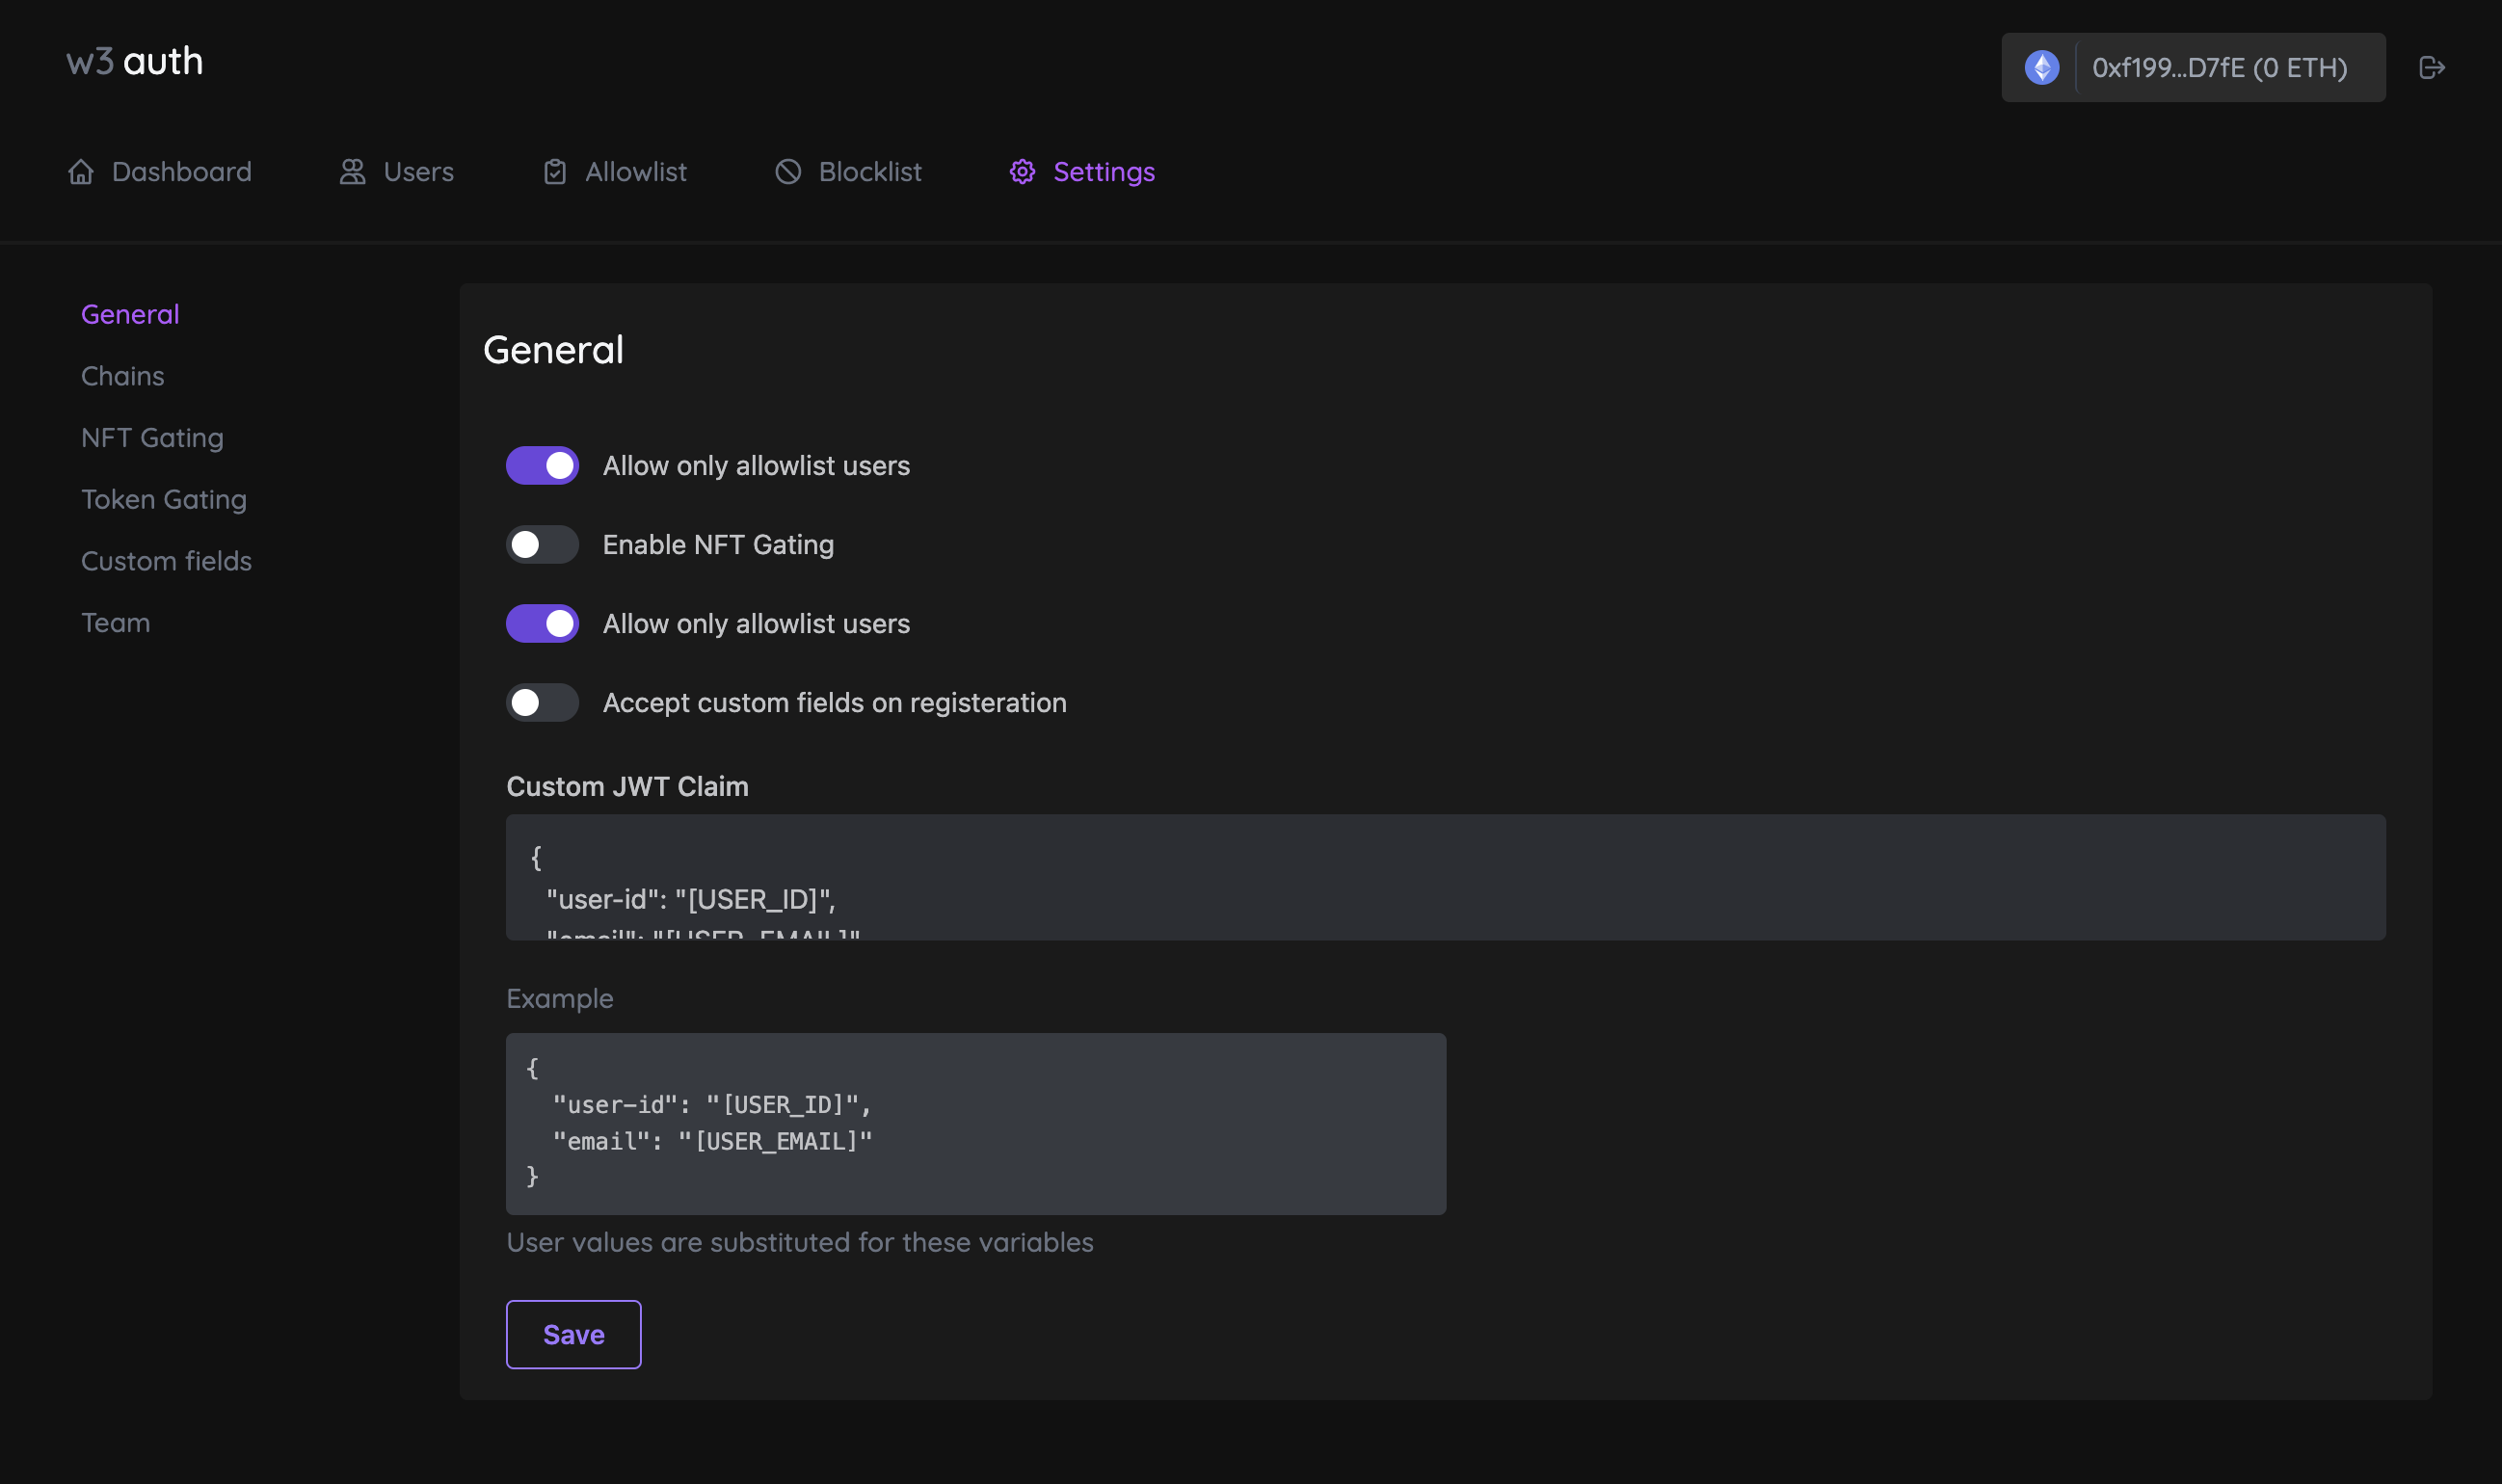 w3 auth
0xf199...D7fE (0 ETH)
Dashboard
Users
Allowlist
Blocklist
Settings
General
Chains
NFT Gating
Token Gating
Custom fields
Team
General
Allow only allowlist users
Enable NFT Gating
Allow only allowlist users
Accept custom fields on registeration
Custom JWT Claim
{
"user-id": "[USER_ID]",
"email": "[USER_EMAIL]"
Example
{
"user-id": "[USER_ID]",
"email": "[USER_EMAIL]"
}
User values are substituted for these variables
Save